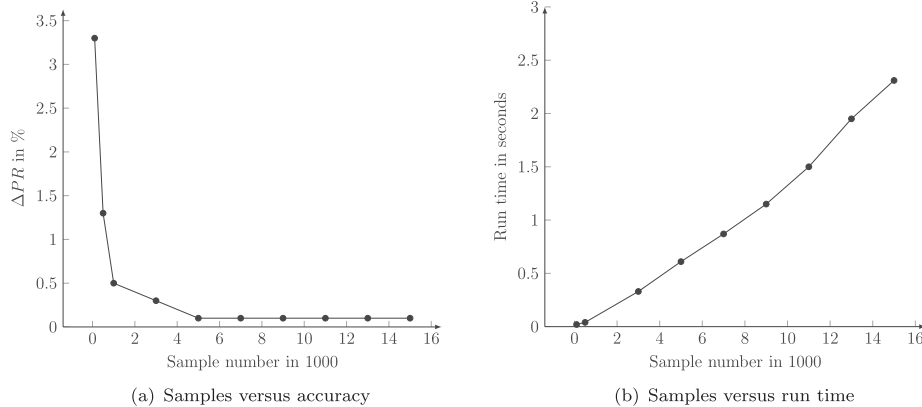 3.5
3
2.5
2
1.5
1
0.5
0
ΔPR in %
0 2 4 6 8 10 12 14 16
Sample number in 1000
(a) Samples versus accuracy
3
2.5
2
1.5
1
0.5
0
Run time in seconds
0 2 4 6 8 10 12 14 16
Sample number in 1000
(b) Samples versus run time